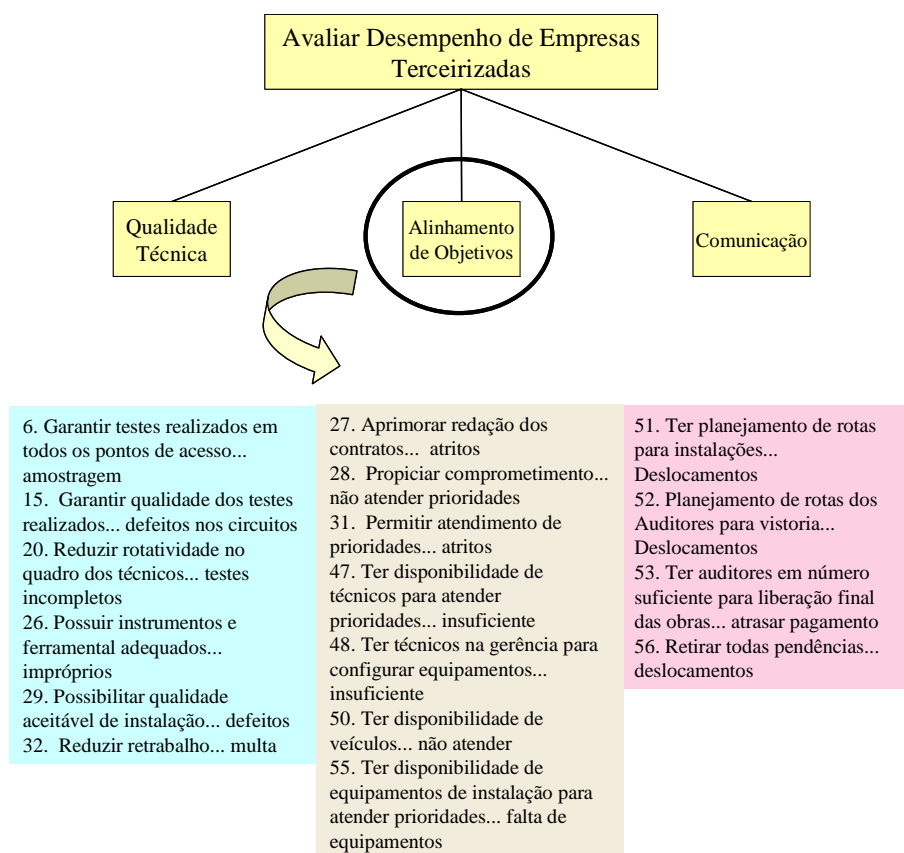 Avaliar Desempenho de Empresas
Terceirizadas
Qualidade
Técnica
Alinhamento
de Objetivos
Comunicação
6. Garantir testes realizados em
todos os pontos de acesso...
amostragem
15. Garantir qualidade dos testes
realizados... defeitos nos circuitos
20. Reduzir rotatividade no
quadro dos técnicos... testes
incompletos
26. Possuir instrumentos e
ferramental adequados...
impróprios
29. Possibilitar qualidade
aceitável de instalação... defeitos
32. Reduzir retrabalho... multa
27. Aprimorar redação dos
contratos... atritos
28. Propiciar comprometimento...
não atender prioridades
31. Permitir atendimento de
prioridades... atritos
47. Ter disponibilidade de
técnicos para atender
prioridades... insuficiente
48. Ter técnicos na gerência para
configurar equipamentos...
insuficiente
50. Ter disponibilidade de
veículos... não atender
55. Ter disponibilidade de
equipamentos de instalação para
atender prioridades... falta de
equipamentos
51. Ter planejamento de rotas
para instalações...
Deslocamentos
52. Planejamento de rotas dos
Auditores para vistoria...
Deslocamentos
53. Ter auditores em número
suficiente para liberação final
das obras... atrasar pagamento
56. Retirar todas pendências...
deslocamentos